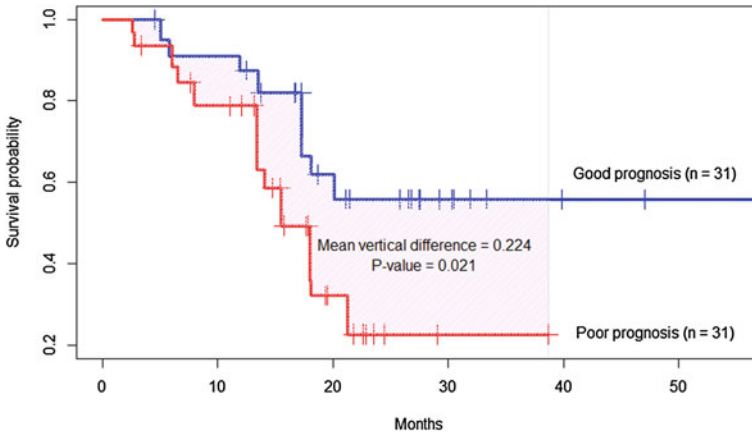 1.0
0.8
0.6
0.4
0.2
Survival probability
Good prognosis (n = 31)
Mean vertical difference = 0.224
P-value = 0.021
Poor prognosis (n = 31)
0 10 20 30 40 50
Months